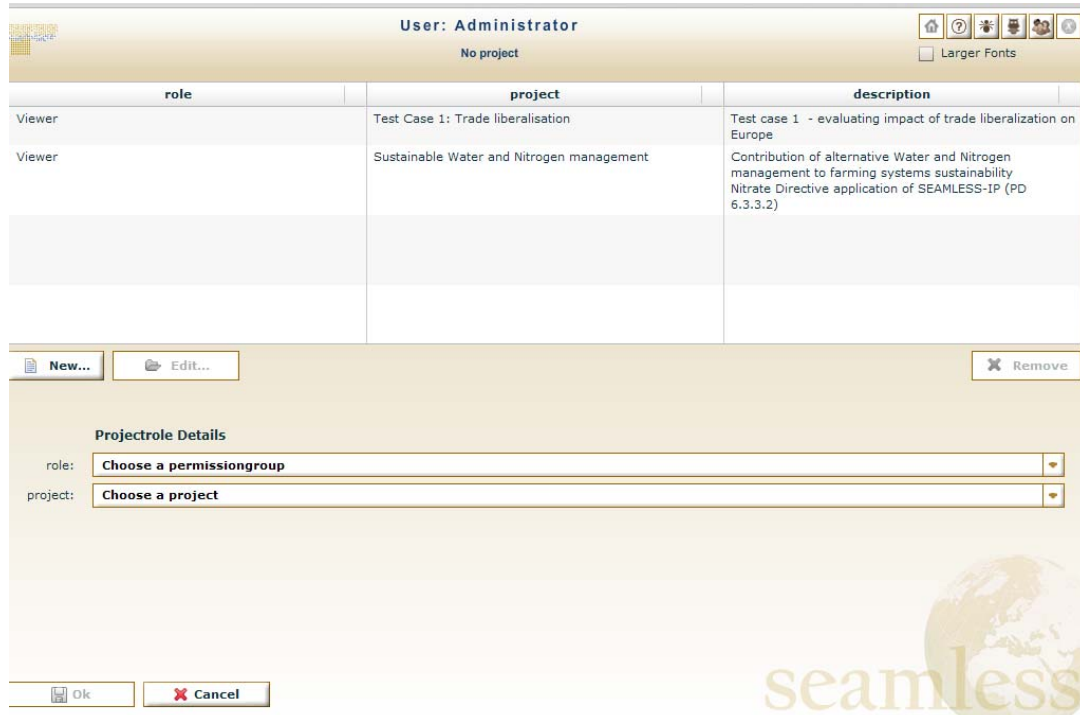 User: Administrator
No project
Larger Fonts
role project description
Viewer Test Case 1: Trade liberalisation Test case 1 - evaluating impact of trade liberalization on
Europe
Viewer Sustainable Water and Nitrogen management Contribution of alternative Water and Nitrogen
management to farming systems sustainability
Nitrate Directive application of SEAMLESS-IP (PD
6.3.3.2)
New... Edit... Remove
Projectrole Details
role: Choose a permissiongroup
project: Choose a project
Ok Cancel
seamless